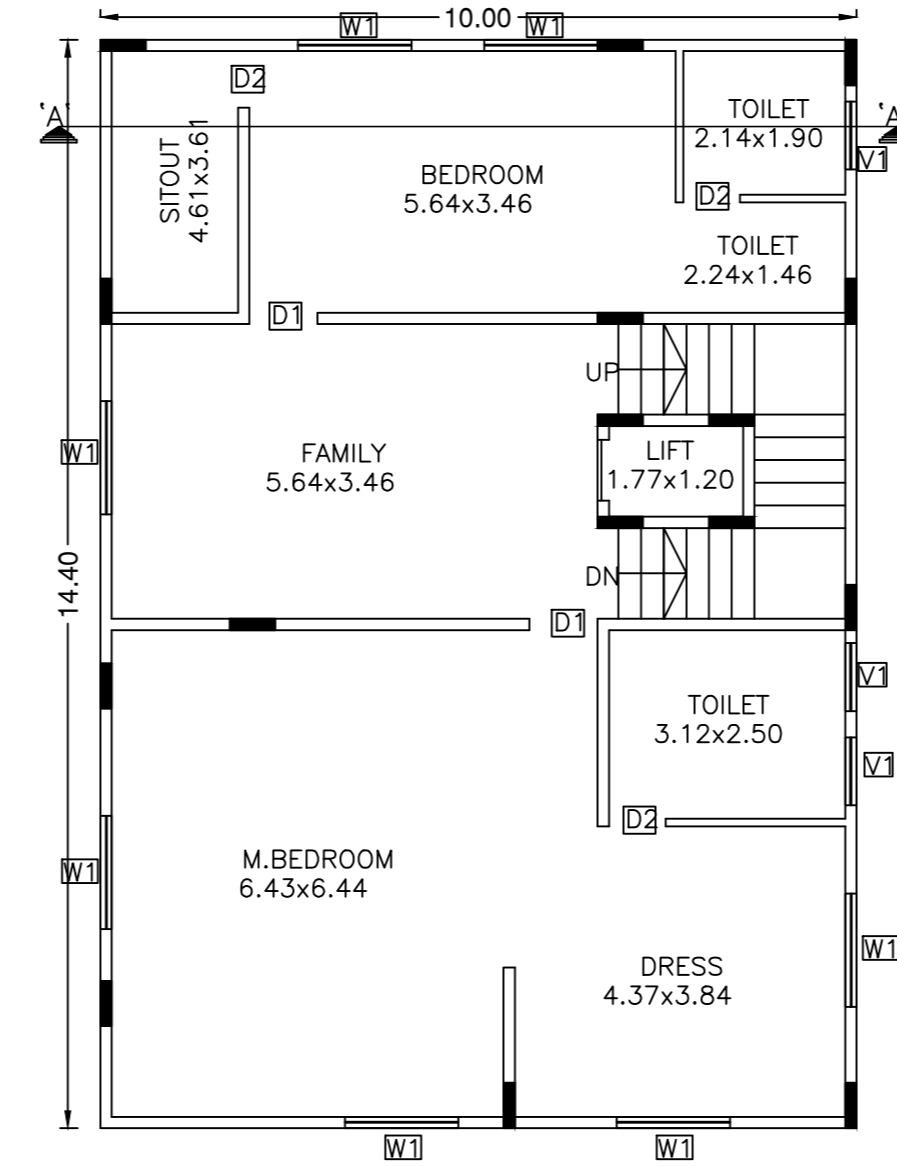 10.00
W1
W1
D2
'A'
'A
TOILET
2.14x1.90
V1
SITOUT
4.61x3.61
BEDROOM
5.64x3.46
D2
TOILET
2.24x1.46
D1
UP
W1
FAMILY
5.64x3.46
LIFT
1.77x1.20
14.40
DN
D1
V1
TOILET
3.12x2.50
V1
D2
W1
M.BEDROOM
6.43x6.44
W1
DRESS
4.37x3.84
W1
W1